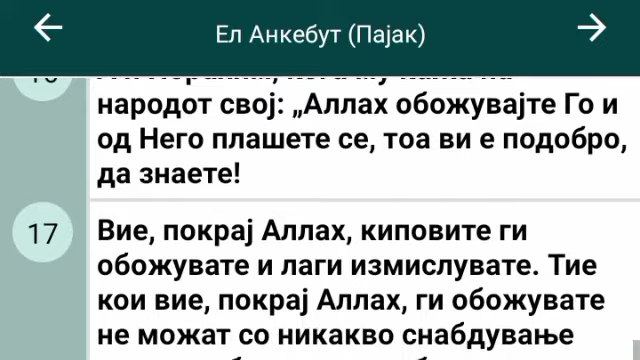 Ел Анкебут (Пајак)
16
народот свој: „Аллах обожувајте Го и
од Него плашете се, тоа ви е подобро,
да знаете!
17
Вие, покрај Аллах, киповите ги
обожувате и лаги измислувате. Тие
кои вие, покрај Аллах, ги обожувате
не можат со никакво снабдување